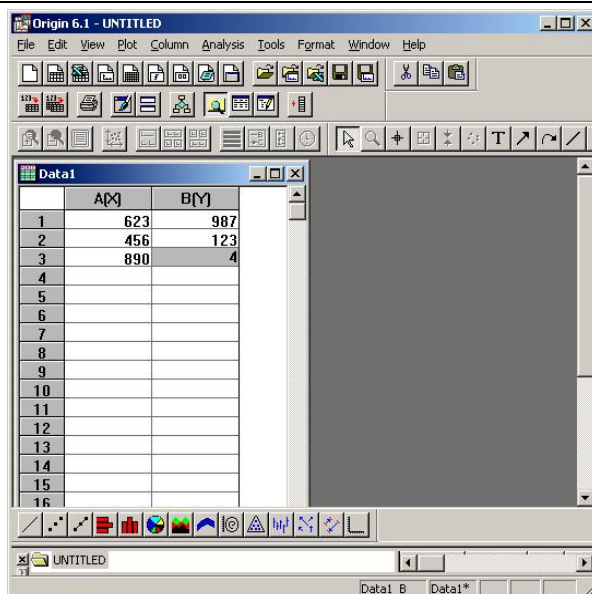 Origin 6.1 - UNTITLED
File Edit View Plot Column Analysis Tools Format Window Help
Data1
A[X] B[Y]
1 623 987
2 456 123
3 890 4
4
5
6
7
8
9
10
11
12
13
14
15
16
UNTITLED
Data1 B Data1*